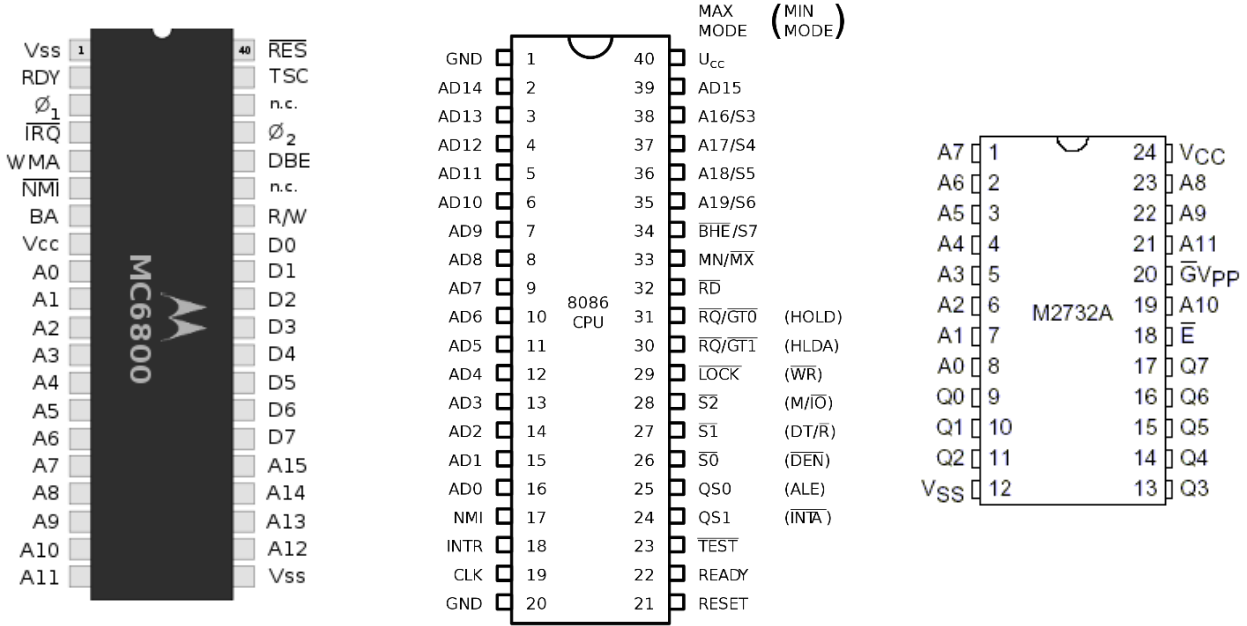 Vss 1 40 RES
RDY TSC
Ø1 n.c.
IRQ Ø2
WMA DBE
NMI n.c.
BA R/W
Vcc D0
A0 D1
A1 D2
A2 D3
A3 D4
A4 D5
A5 D6
A6 D7
A7 A15
A8 A14
A9 A13
A10 A12
A11 Vss
MC6800
MAX MODE (MIN MODE)
GND 1 40 Ucc
AD14 2 39 AD15
AD13 3 38 A16/S3
AD12 4 37 A17/S4
AD11 5 36 A18/S5
AD10 6 35 A19/S6
AD9 7 34 BHE/S7
AD8 8 33 MN/MX
AD7 9 32 RD
AD6 10 31 RQ/GT0 (HOLD)
AD5 11 30 RQ/GT1 (HLDA)
AD4 12 29 LOCK (WR)
AD3 13 28 S2 (M/IO)
AD2 14 27 S1 (DT/R)
AD1 15 26 S0 (DEN)
AD0 16 25 QS0 (ALE)
NMI 17 24 QS1 (INTA)
INTR 18 23 TEST
CLK 19 22 READY
GND 20 21 RESET
8086
CPU
A7 1 24 VCC
A6 2 23 A8
A5 3 22 A9
A4 4 21 A11
A3 5 20 GVPP
A2 6 19 A10
A1 7 18 E
A0 8 17 Q7
Q0 9 16 Q6
Q1 10 15 Q5
Q2 11 14 Q4
VSS 12 13 Q3
M2732A